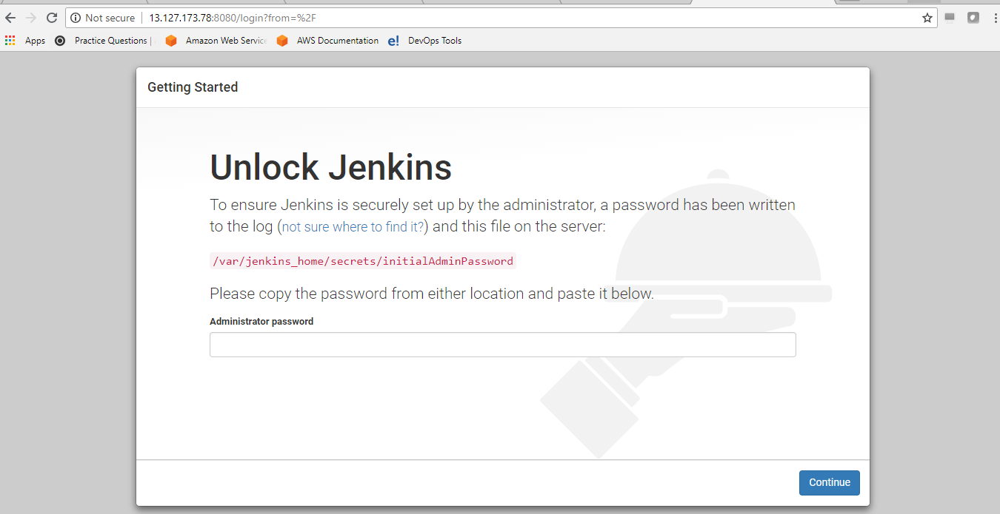 Not secure 13.127.173.78:8080/login?from=%2F
Apps Practice Questions | Amazon Web Service AWS Documentation e! DevOps Tools
Getting Started
Unlock Jenkins
To ensure Jenkins is securely set up by the administrator, a password has been written
to the log (not sure where to find it?) and this file on the server:
/var/jenkins_home/secrets/initialAdminPassword
Please copy the password from either location and paste it below.
Administrator password
Continue